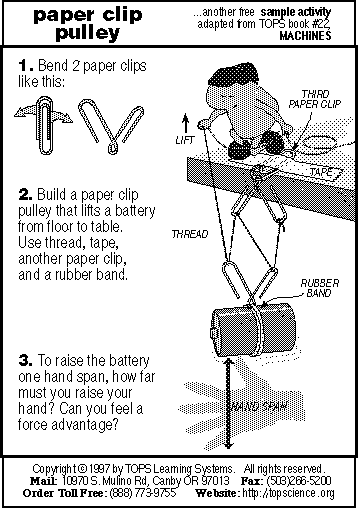 paper clip
pulley
...another free sample activity
adapted from TOPS book #22,
MACHiNES
1. Bend 2 paper clips
like this:
LIFT
THIRD
PAPER CLIP
TAPE
2. Build a paper clip
pulley that lifts a battery
from floor to table.
Use thread, tape,
another paper clip,
and a rubber band.
THREAD
RUBBER
BAND
3. To raise the battery
one hand span, how far
must you raise your
hand? Can you feel a
force advantage?
HAND SPAN
Copyright © 1997 by TOPS Learning Systems. All rights reserved.
Mail: 10970 S. Mulino Rd, Canby OR 97013 Fax: (503)266-5200
Order Toll Free: (888) 773-9755 Website: http://topscience.org